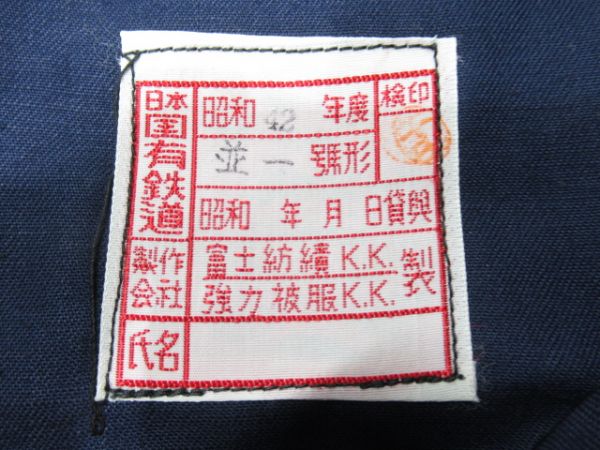 日本国有鉄道
昭和42年度
検印
並一號形
昭和 年 月 日貸與
製作会社
富士紡績K.K.
強力被服K.K.
製
氏名